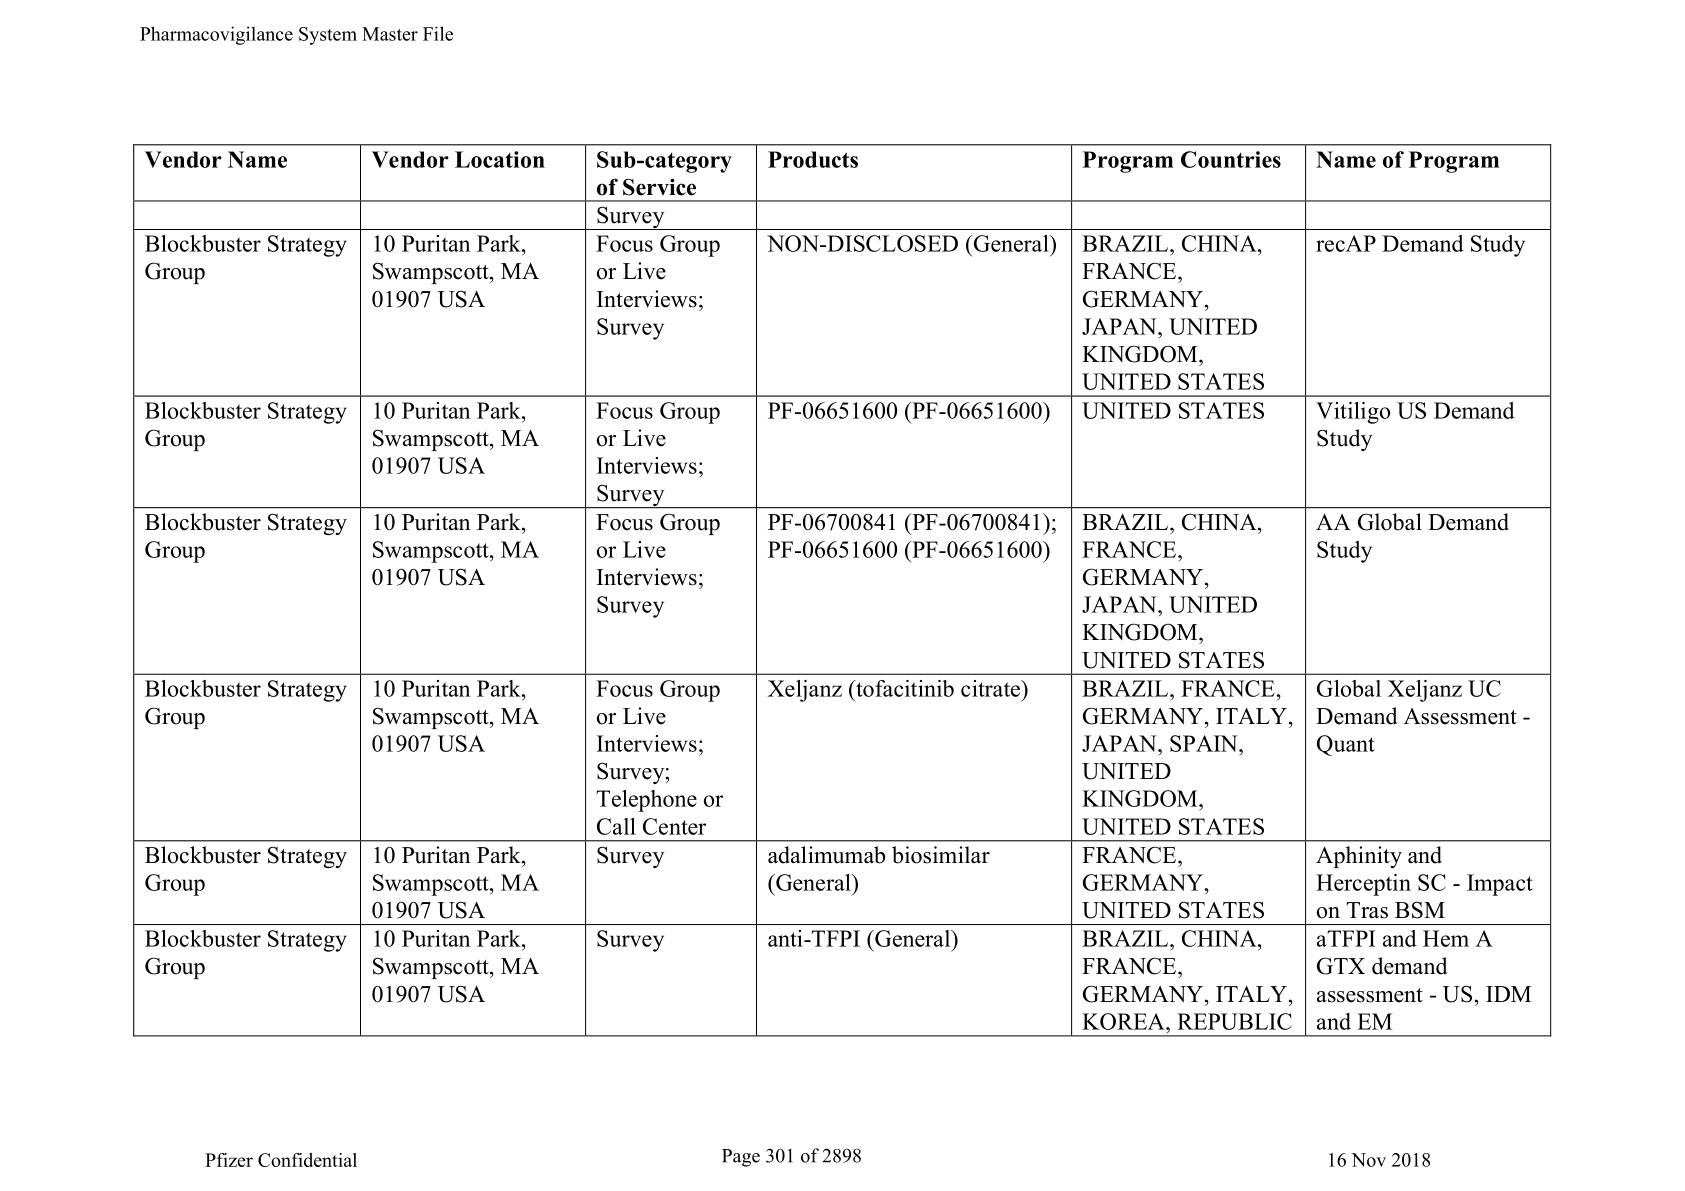 Pharmacovigilance System Master File
Vendor Name
Vendor Location
Sub-category
of Service
Products
Program Countries
Name of Program
Survey
Blockbuster Strategy
Group
10 Puritan Park,
Swampscott, MA
01907 USA
Focus Group
or Live
Interviews;
Survey
NON-DISCLOSED (General)
BRAZIL, CHINA,
FRANCE,
GERMANY,
JAPAN, UNITED
KINGDOM,
UNITED STATES
recAP Demand Study
Blockbuster Strategy
Group
10 Puritan Park,
Swampscott, MA
01907 USA
Focus Group
or Live
Interviews;
Survey
PF-06651600 (PF-06651600)
UNITED STATES
Vitiligo US Demand
Study
Blockbuster Strategy
Group
10 Puritan Park,
Swampscott, MA
01907 USA
Focus Group
or Live
Interviews;
Survey
PF-06700841 (PF-06700841);
PF-06651600 (PF-06651600)
BRAZIL, CHINA,
FRANCE,
GERMANY,
JAPAN, UNITED
KINGDOM,
UNITED STATES
AA Global Demand
Study
Blockbuster Strategy
Group
10 Puritan Park,
Swampscott, MA
01907 USA
Focus Group
or Live
Interviews;
Survey;
Telephone or
Call Center
Xeljanz (tofacitinib citrate)
BRAZIL, FRANCE,
GERMANY, ITALY,
JAPAN, SPAIN,
UNITED
KINGDOM,
UNITED STATES
Global Xeljanz UC
Demand Assessment -
Quant
Blockbuster Strategy
Group
10 Puritan Park,
Swampscott, MA
01907 USA
Survey
adalimumab biosimilar
(General)
FRANCE,
GERMANY,
UNITED STATES
Aphinity and
Herceptin SC - Impact
on Tras BSM
Blockbuster Strategy
Group
10 Puritan Park,
Swampscott, MA
01907 USA
Survey
anti-TFPI (General)
BRAZIL, CHINA,
FRANCE,
GERMANY, ITALY,
KOREA, REPUBLIC
aTFPI and Hem A
GTX demand
assessment - US, IDM
and EM
Pfizer Confidential
Page 301 of 2898
16 Nov 2018